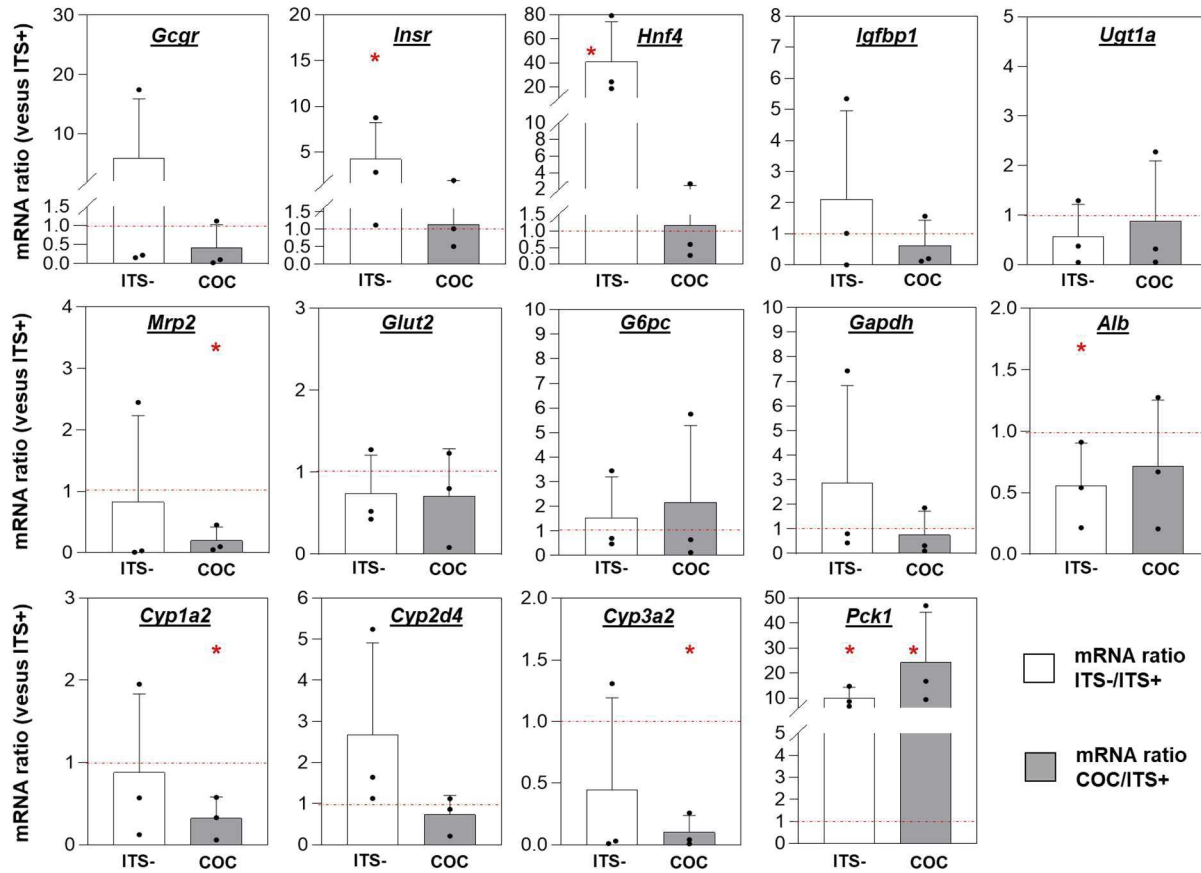 mRNA ratio (vesus ITS+)
Gcgr
30
20
10
1.5
1.0
0.5
0.0
ITS-
COC
Insr
*
20
15
10
5
1.5
1.0
0.5
0.0
ITS-
COC
Hnf4
*
80
60
40
20
10
8
6
4
2
1.5
1.0
0.5
0.0
ITS-
COC
Igfbp1
8
7
6
5
4
3
2
1
0
ITS-
COC
Ugt1a
5
4
3
2
1
0
ITS-
COC
mRNA ratio (vesus ITS+)
Mrp2
*
4
3
2
1
0
ITS-
COC
Glut2
3
2
1
0
ITS-
COC
G6pc
10
9
8
7
6
5
4
3
2
1
0
ITS-
COC
Gapdh
10
9
8
7
6
5
4
3
2
1
0
ITS-
COC
Alb
*
2.0
1.5
1.0
0.5
0.0
ITS-
COC
mRNA ratio (vesus ITS+)
Cyp1a2
*
3
2
1
0
ITS-
COC
Cyp2d4
6
5
4
3
2
1
0
ITS-
COC
Cyp3a2
*
2.0
1.5
1.0
0.5
0.0
ITS-
COC
Pck1
* *
50
40
30
20
10
5
4
3
2
1
0
ITS-
COC
mRNA ratio
ITS-/ITS+
mRNA ratio
COC/ITS+